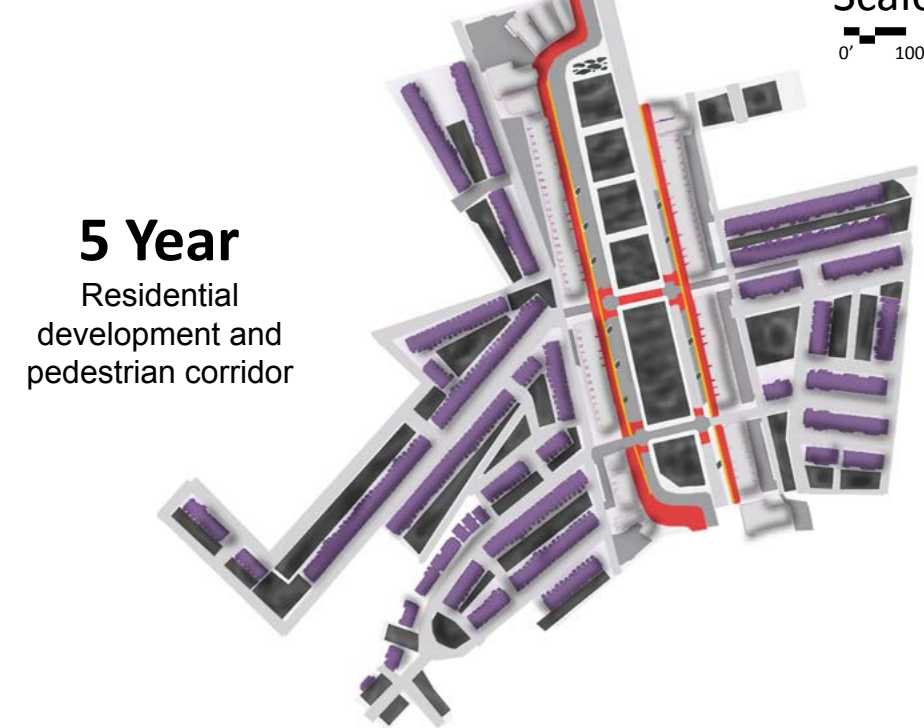 5 Year
Residential
development and
pedestrian corridor
0' 100